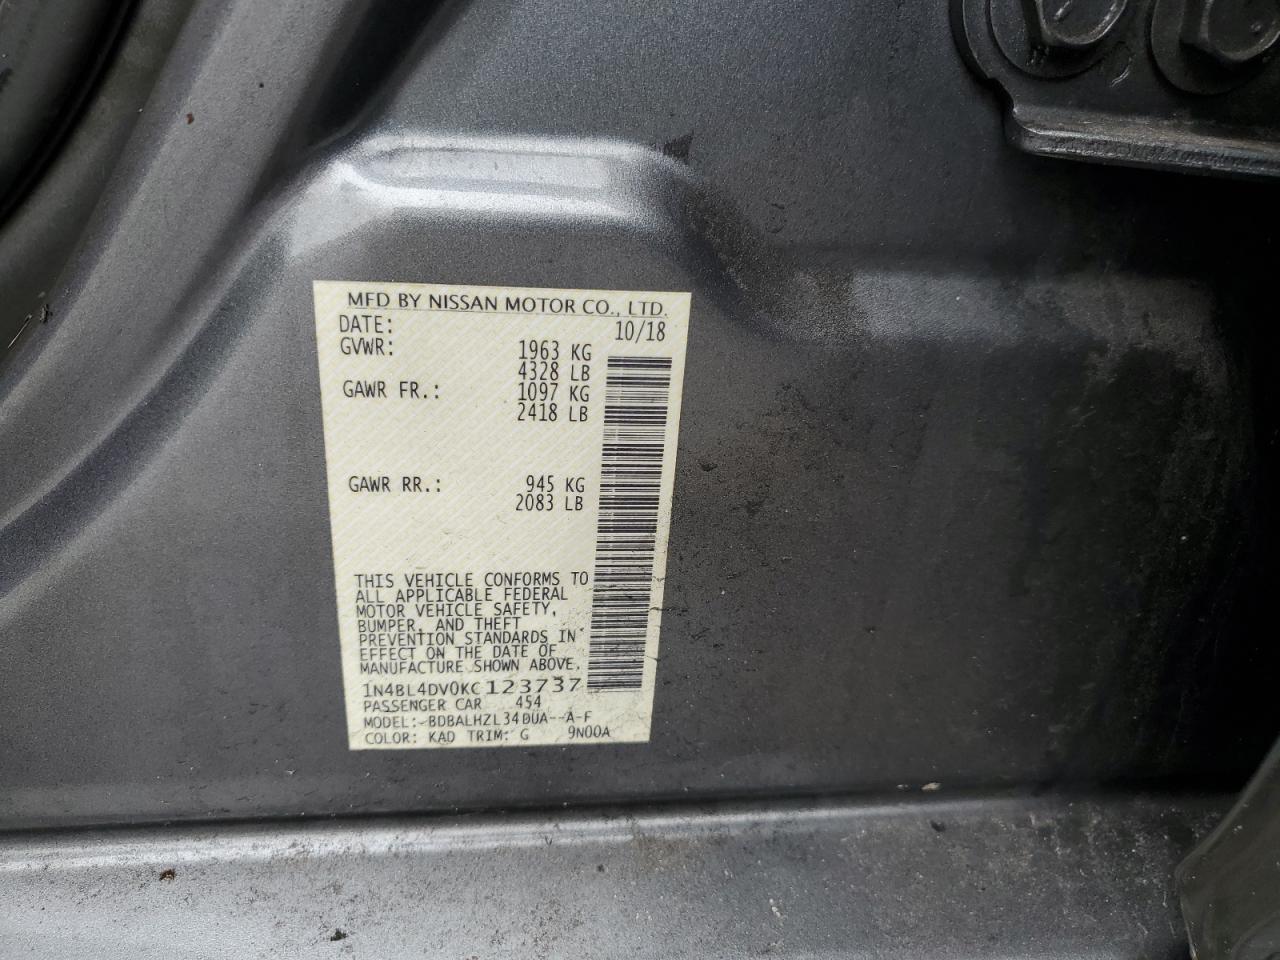 MFD BY NISSAN MOTOR CO., LTD.
DATE: 10/18
GVWR: 1963 KG
4328 LB
GAWR FR.: 1097 KG
2418 LB
GAWR RR.: 945 KG
2083 LB
THIS VEHICLE CONFORMS TO
ALL APPLICABLE FEDERAL
MOTOR VEHICLE SAFETY,
BUMPER, AND THEFT
PREVENTION STANDARDS IN
EFFECT ON THE DATE OF
MANUFACTURE SHOWN ABOVE.
1N4BL4DV0KC123737
PASSENGER CAR 454
MODEL: BDBALHZL34DUA--A-F
COLOR: KAD TRIM: G 9N00A